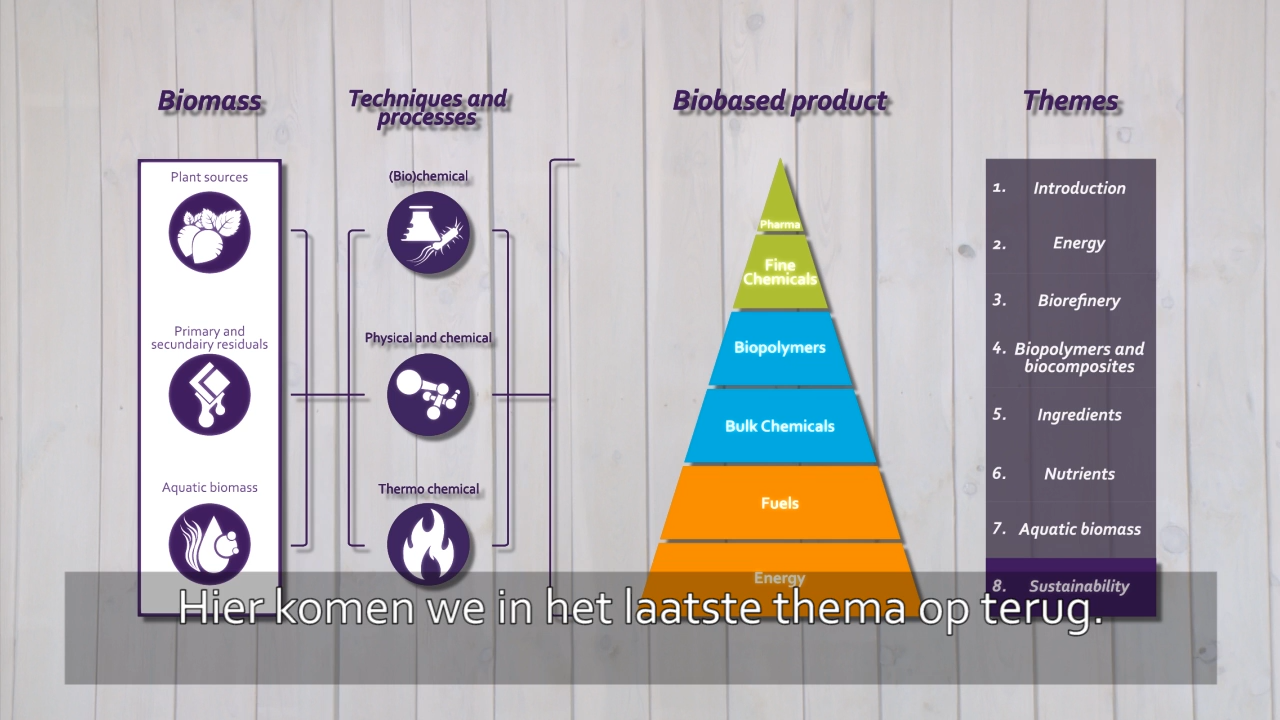 Biomass
Plant sources
Primary and
secundairy residuals
Aquatic biomass
Techniques and
processes
(Bio)chemical
Physical and chemical
Thermo chemical
Biobased product
Pharma
Fine
Chemicals
Biopolymers
Bulk Chemicals
Fuels
Energy
Themes
1. Introduction
2. Energy
3. Biorefinery
4. Biopolymers and
biocomposites
5. Ingredients
6. Nutrients
7. Aquatic biomass
8. Sustainability
Hier komen we in het laatste thema op terug.